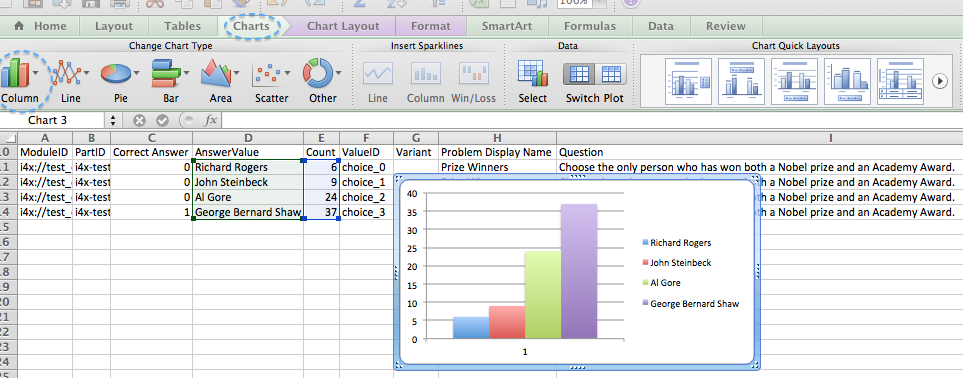 100%
Home Layout Tables Charts Chart Layout Format SmartArt Formulas Data Review
Change Chart Type Insert Sparklines Data Chart Quick Layouts
Column Line Pie Bar Area Scatter Other Line Column Win/Loss Select Switch Plot
Chart 3 fx
A B C D E F G H I
ModuleID PartID Correct Answer AnswerValue Count ValueID Variant Problem Display Name Question
i4x://test_ i4x-test 0 Richard Rogers 6 choice_0 Prize Winners Choose the only person who has won both a Nobel prize and an Academy Award.
i4x://test_ i4x-test 0 John Steinbeck 9 choice_1 th a Nobel prize and an Academy Award.
i4x://test_ i4x-test 0 Al Gore 24 choice_2 th a Nobel prize and an Academy Award.
i4x://test_ i4x-test 1 George Bernard Shaw 37 choice_3 th a Nobel prize and an Academy Award.
40
35
30
25
20
15
10
5
0
1
Richard Rogers
John Steinbeck
Al Gore
George Bernard Shaw